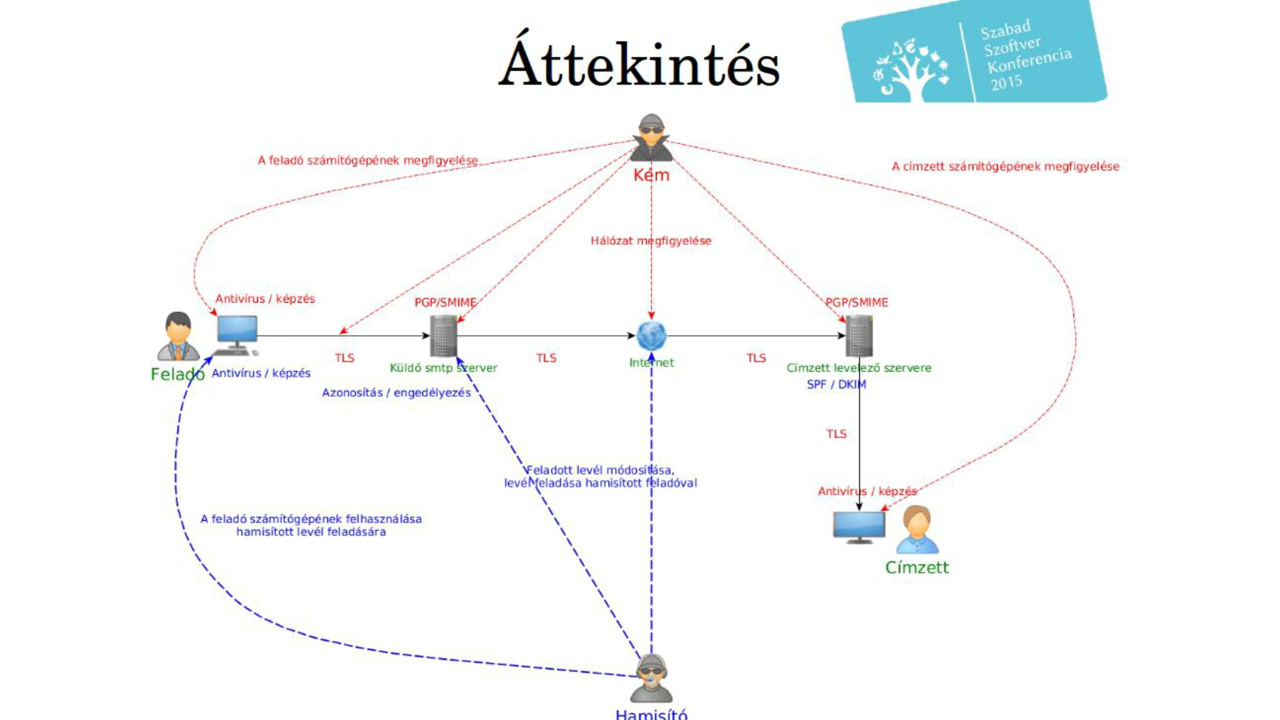 Áttekintés
Szabad
Szoftver
Konferencia
2015
A feladó számítógépének megfigyelése
Kém
A címzett számítógépének megfigyelése
Hálózat megfigyelése
Antivírus / képzés
PGP/SMIME
PGP/SMIME
TLS
TLS
TLS
Feladó
Antivírus / képzés
Küldő smtp szerver
Internet
Címzett levelező szervere
SPF / DKIM
Azonosítás / engedélyezés
TLS
Feladott levél módosítása,
levél feladása hamisított feladóval
Antivírus / képzés
A feladó számítógépének felhasználása
hamisított levél feladására
Címzett
Hamisító